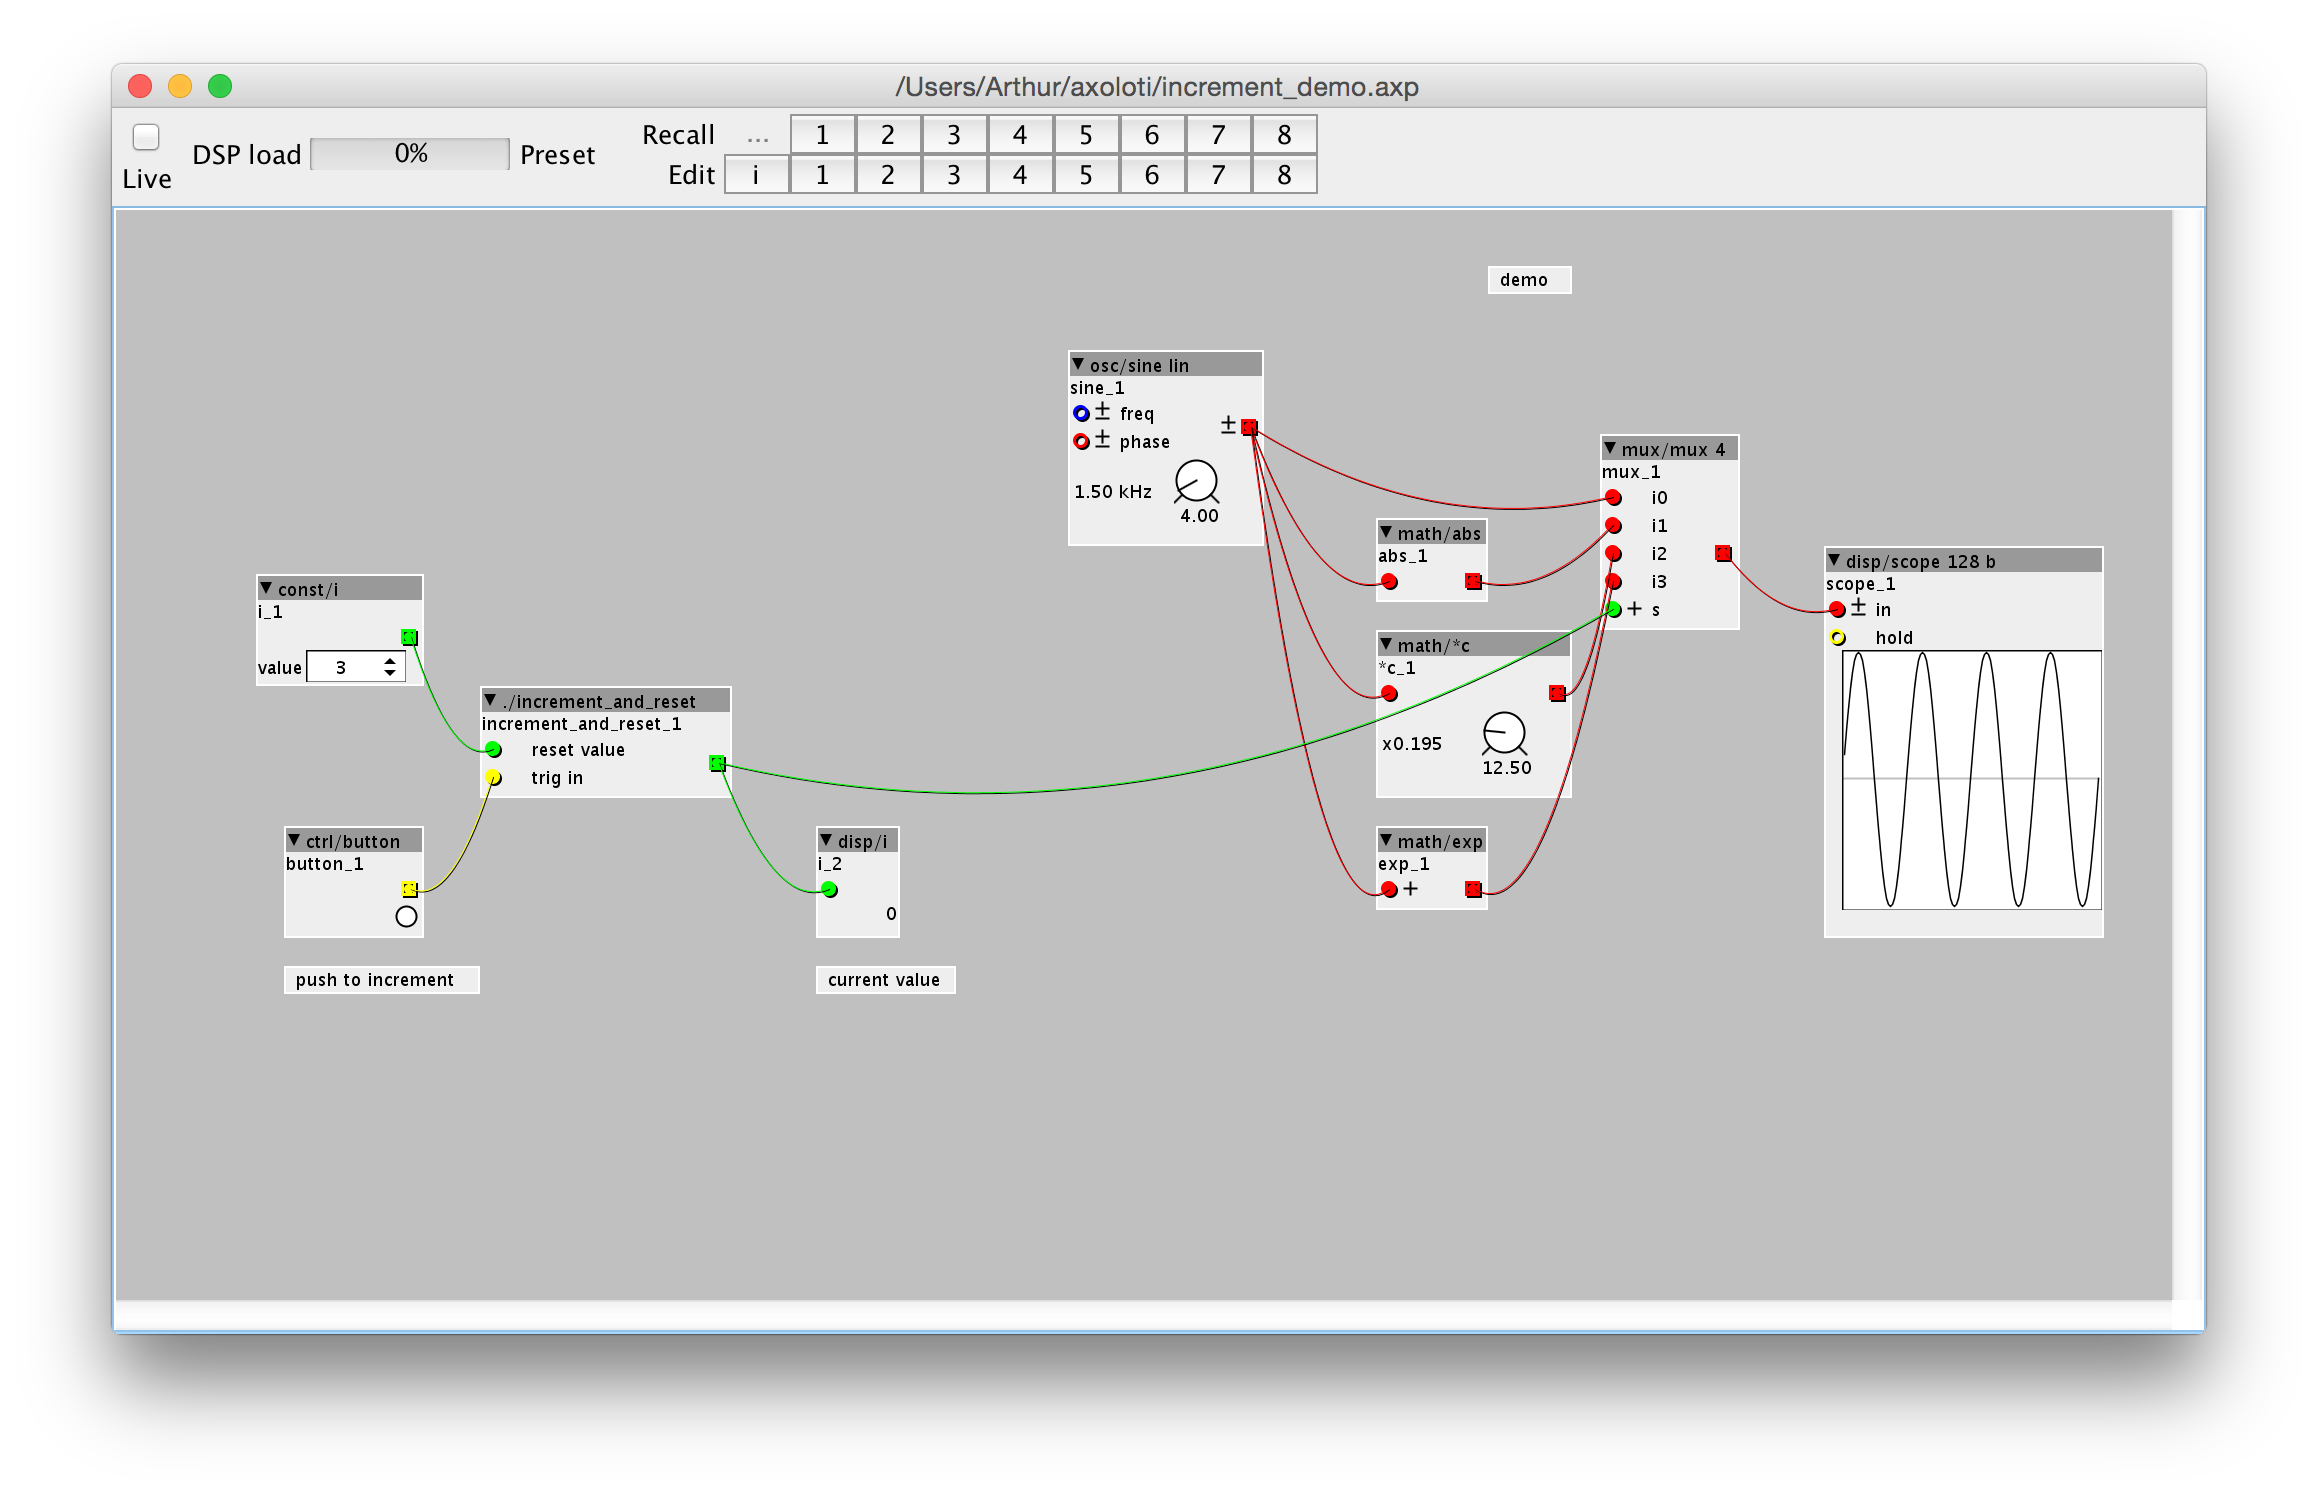 /Users/Arthur/axoloti/increment_demo.axp
Live
DSP load
0%
Preset
Recall ... 1 2 3 4 5 6 7 8
Edit i 1 2 3 4 5 6 7 8
demo
osc/sine lin
sine_1
± freq
± phase
±
1.50 kHz
4.00
mux/mux 4
mux_1
i0
i1
i2
i3
+ s
math/abs
abs_1
disp/scope 128 b
scope_1
± in
hold
const/i
i_1
value 3
math/*c
*c_1
x0.195
12.50
./increment_and_reset
increment_and_reset_1
reset value
trig in
ctrl/button
button_1
disp/i
i_2
0
math/exp
exp_1
+
push to increment
current value